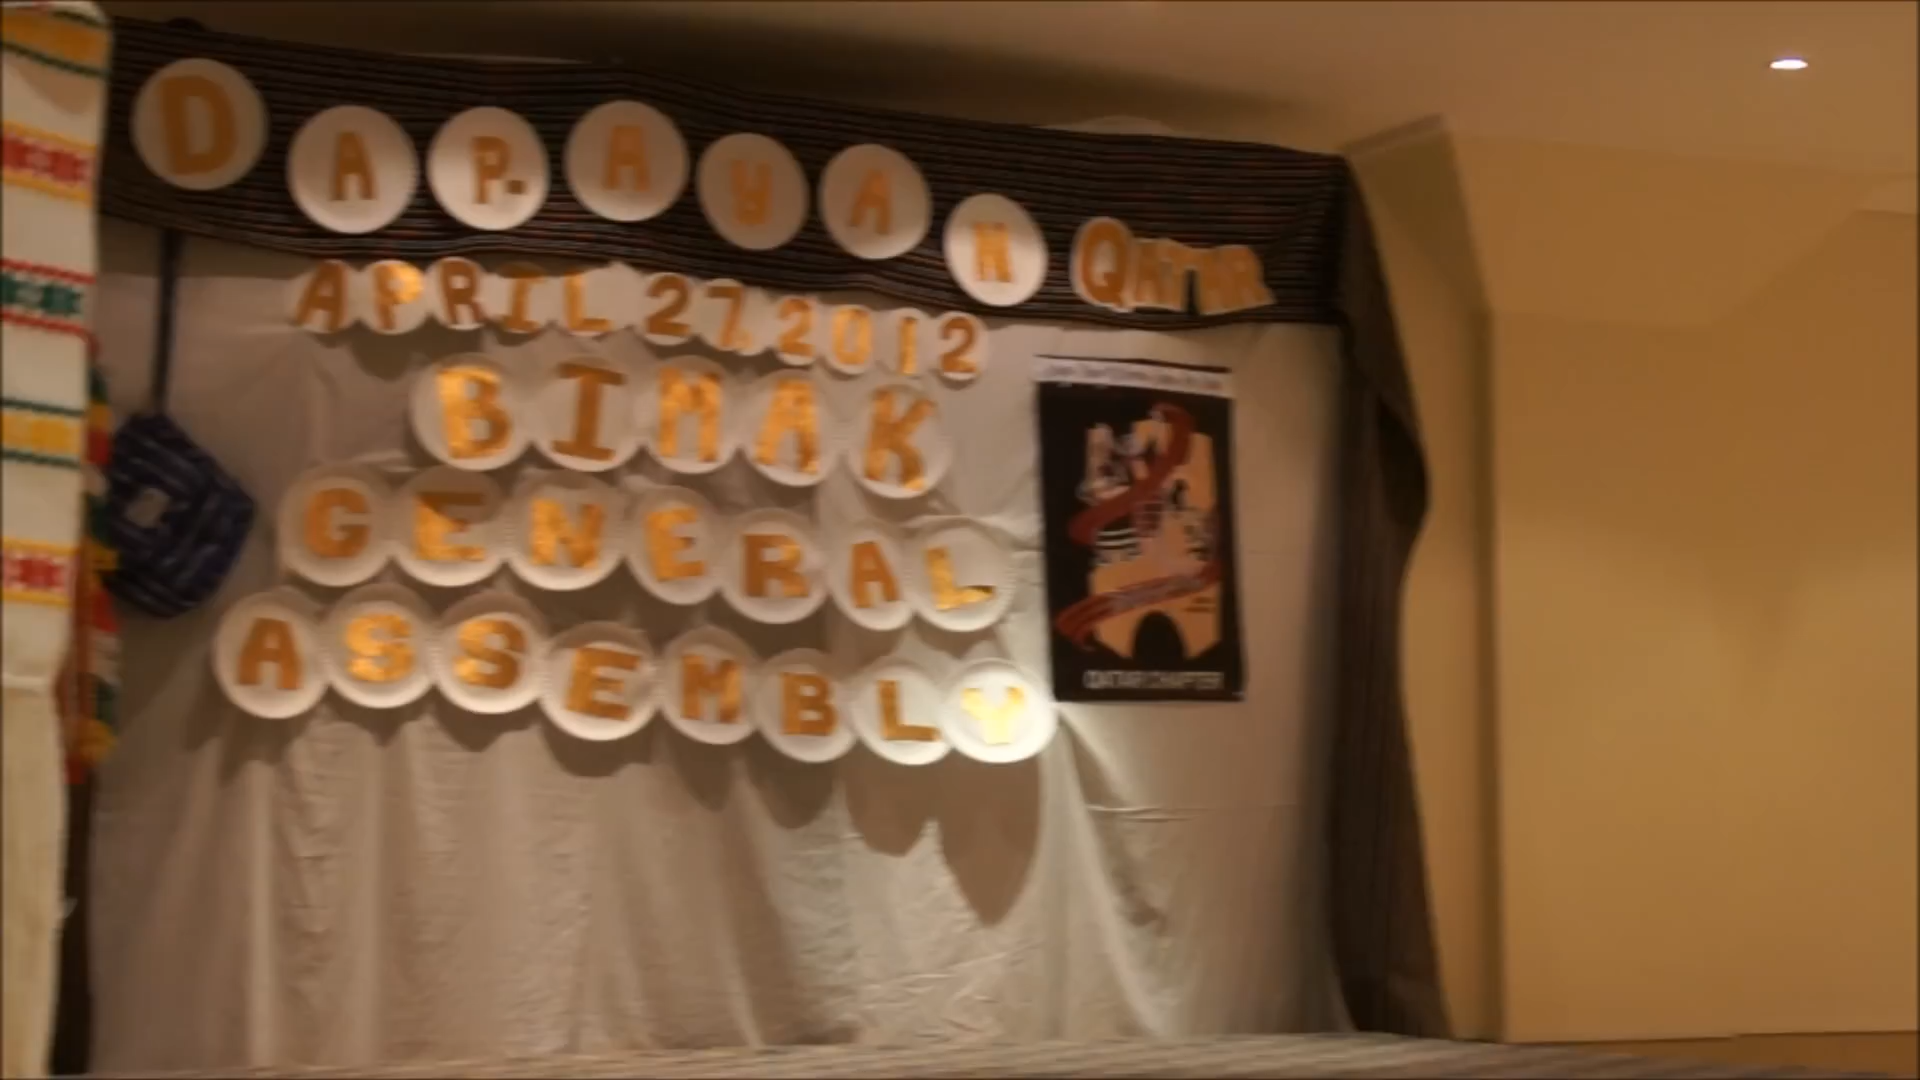 DAP-AYAN QATAR
APRIL 27, 2012
BIMAK
GENERAL
ASSEMBLY
QATAR CHAPTER